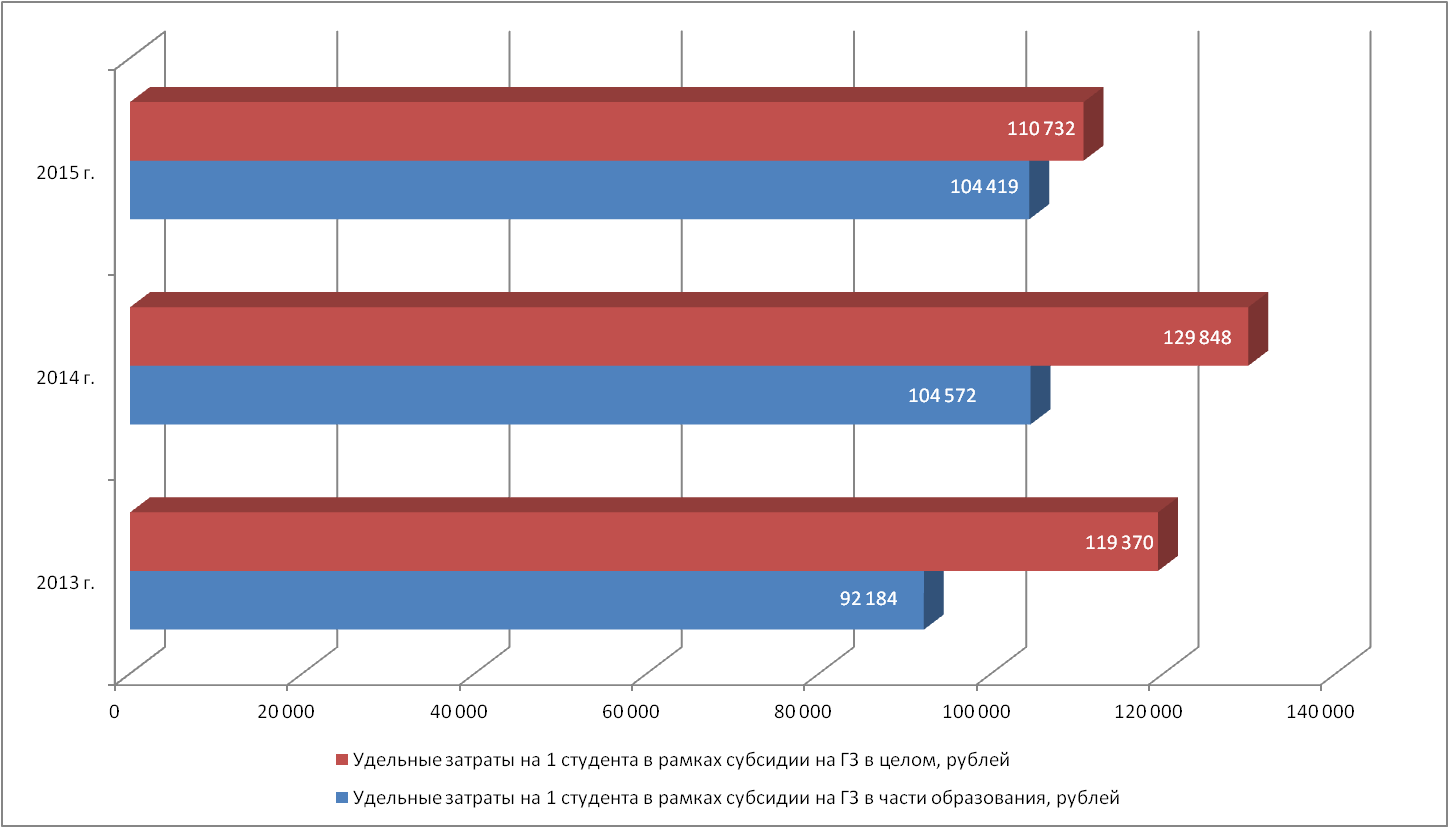 110 732
2015 г.
104 419
129 848
2014 г.
104 572
119 370
2013 г.
92 184
0 20 000 40 000 60 000 80 000 100 000 120 000 140 000
Удельные затраты на 1 студента в рамках субсидии на ГЗ в целом, рублей
Удельные затраты на 1 студента в рамках субсидии на ГЗ в части образования, рублей